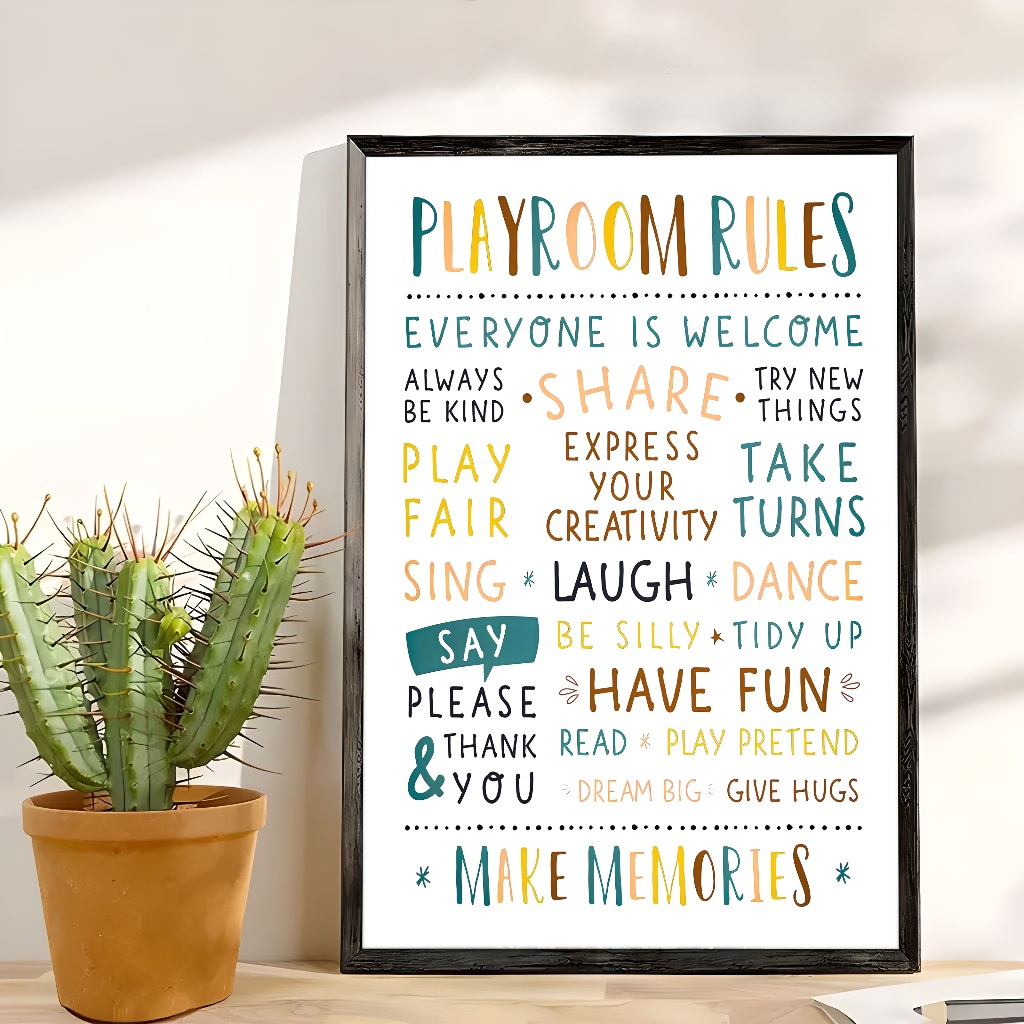 PLAYROOM RULES
EVERYONE IS WELCOME
ALWAYS
BE KIND
SHARE
TRY NEW
THINGS
PLAY
FAIR
EXPRESS
YOUR
CREATIVITY
TAKE
TURNS
SING * LAUGH * DANCE
SAY
PLEASE
& THANK
YOU
BE SILLY ★ TIDY UP
HAVE FUN
READ * PLAY PRETEND
DREAM BIG GIVE HUGS
* MAKE MEMORIES *